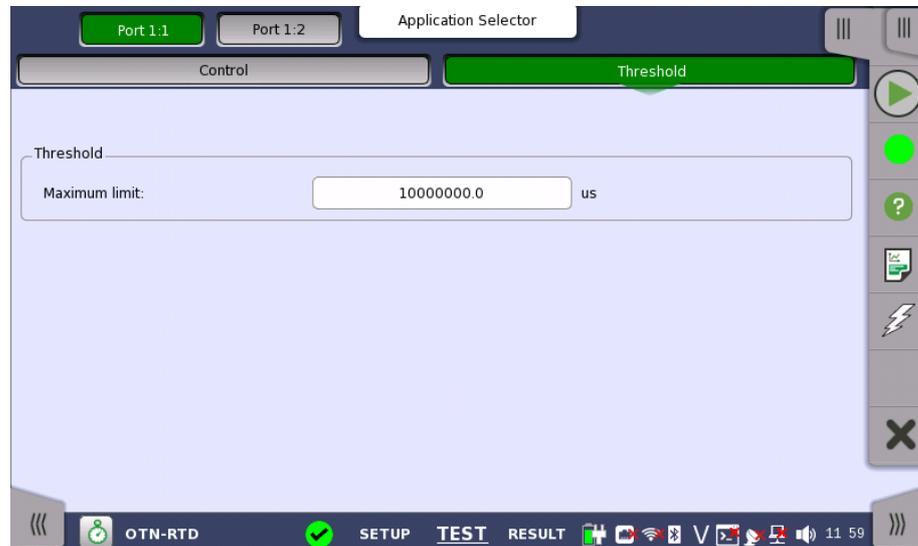 Port 1:1 Port 1:2 Application Selector
Control Threshold
Threshold
Maximum limit: 10000000.0 us
?
OTN-RTD SETUP TEST RESULT V 11 59